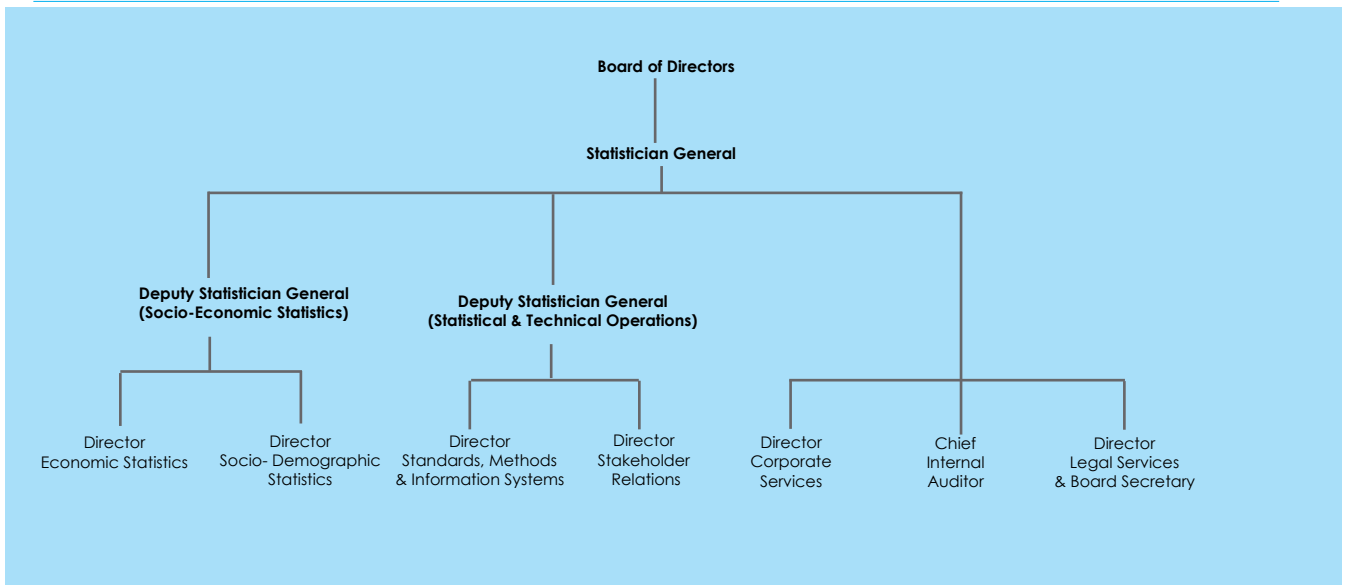 Board of Directors
Statistician General
Deputy Statistician General
(Socio-Economic Statistics)
Deputy Statistician General
(Statistical & Technical Operations)
Director
Economic Statistics
Director
Socio- Demographic
Statistics
Director
Standards, Methods
& Information Systems
Director
Stakeholder
Relations
Director
Corporate
Services
Chief
Internal
Auditor
Director
Legal Services
& Board Secretary